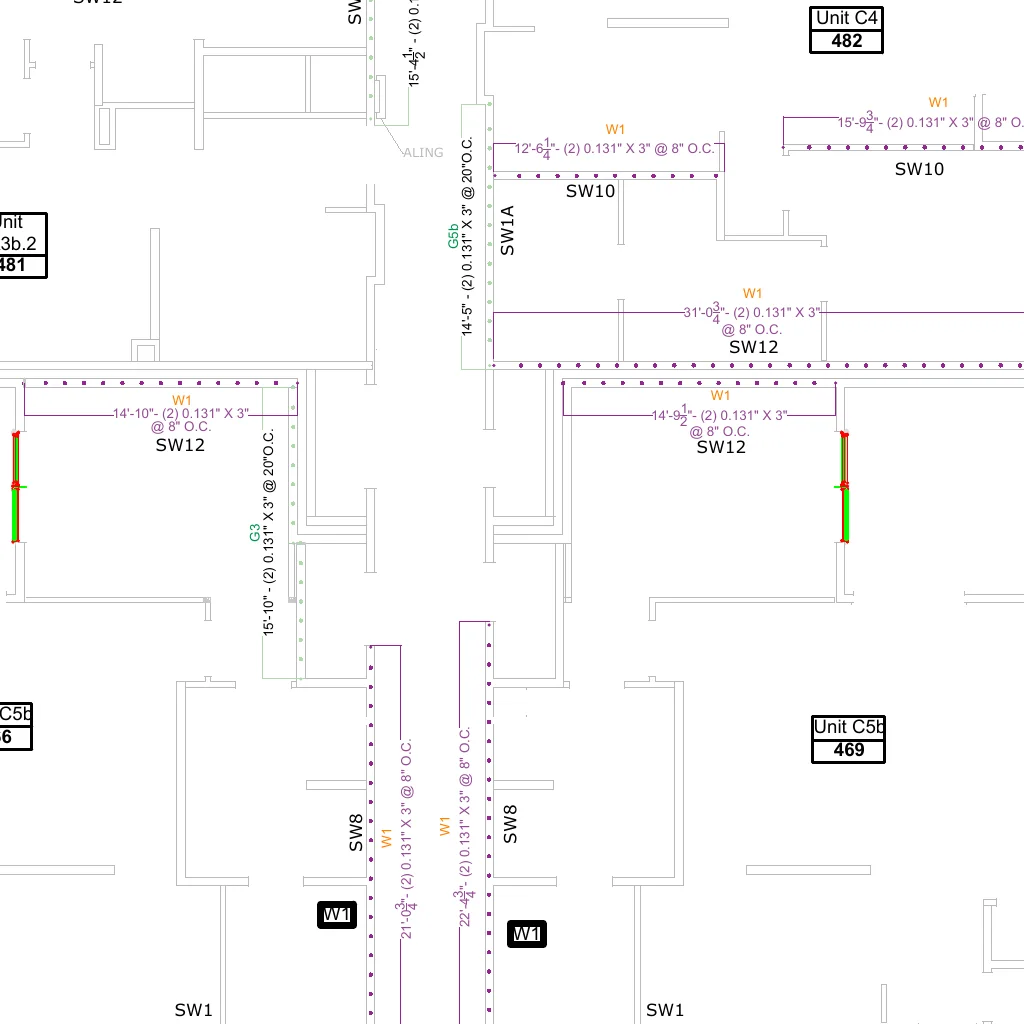 SW12
SW
15'-4 1/2" - (2) 0.1
Unit C4
482
W1
15'-9 3/4"- (2) 0.131" X 3" @ 8" O.
SW10
W1
12'-6 1/4"- (2) 0.131" X 3" @ 8" O.C.
SW10
ALING
G5b
14'-5" - (2) 0.131" X 3" @ 20"O.C.
SW1A
3b.2
481
W1
31'-0 3/4"- (2) 0.131" X 3"
@ 8" O.C.
SW12
W1
14'-10"- (2) 0.131" X 3"
@ 8" O.C.
SW12
W1
14'-9 1/2"- (2) 0.131" X 3"
@ 8" O.C.
SW12
G3
15'-10" - (2) 0.131" X 3" @ 20"O.C.
C5b
6
Unit C5b
469
SW8
W1
21'-0 3/4"- (2) 0.131" X 3" @ 8" O.C.
W1
22'-4 3/4"- (2) 0.131" X 3" @ 8" O.C.
SW8
W1
W1
SW1
SW1